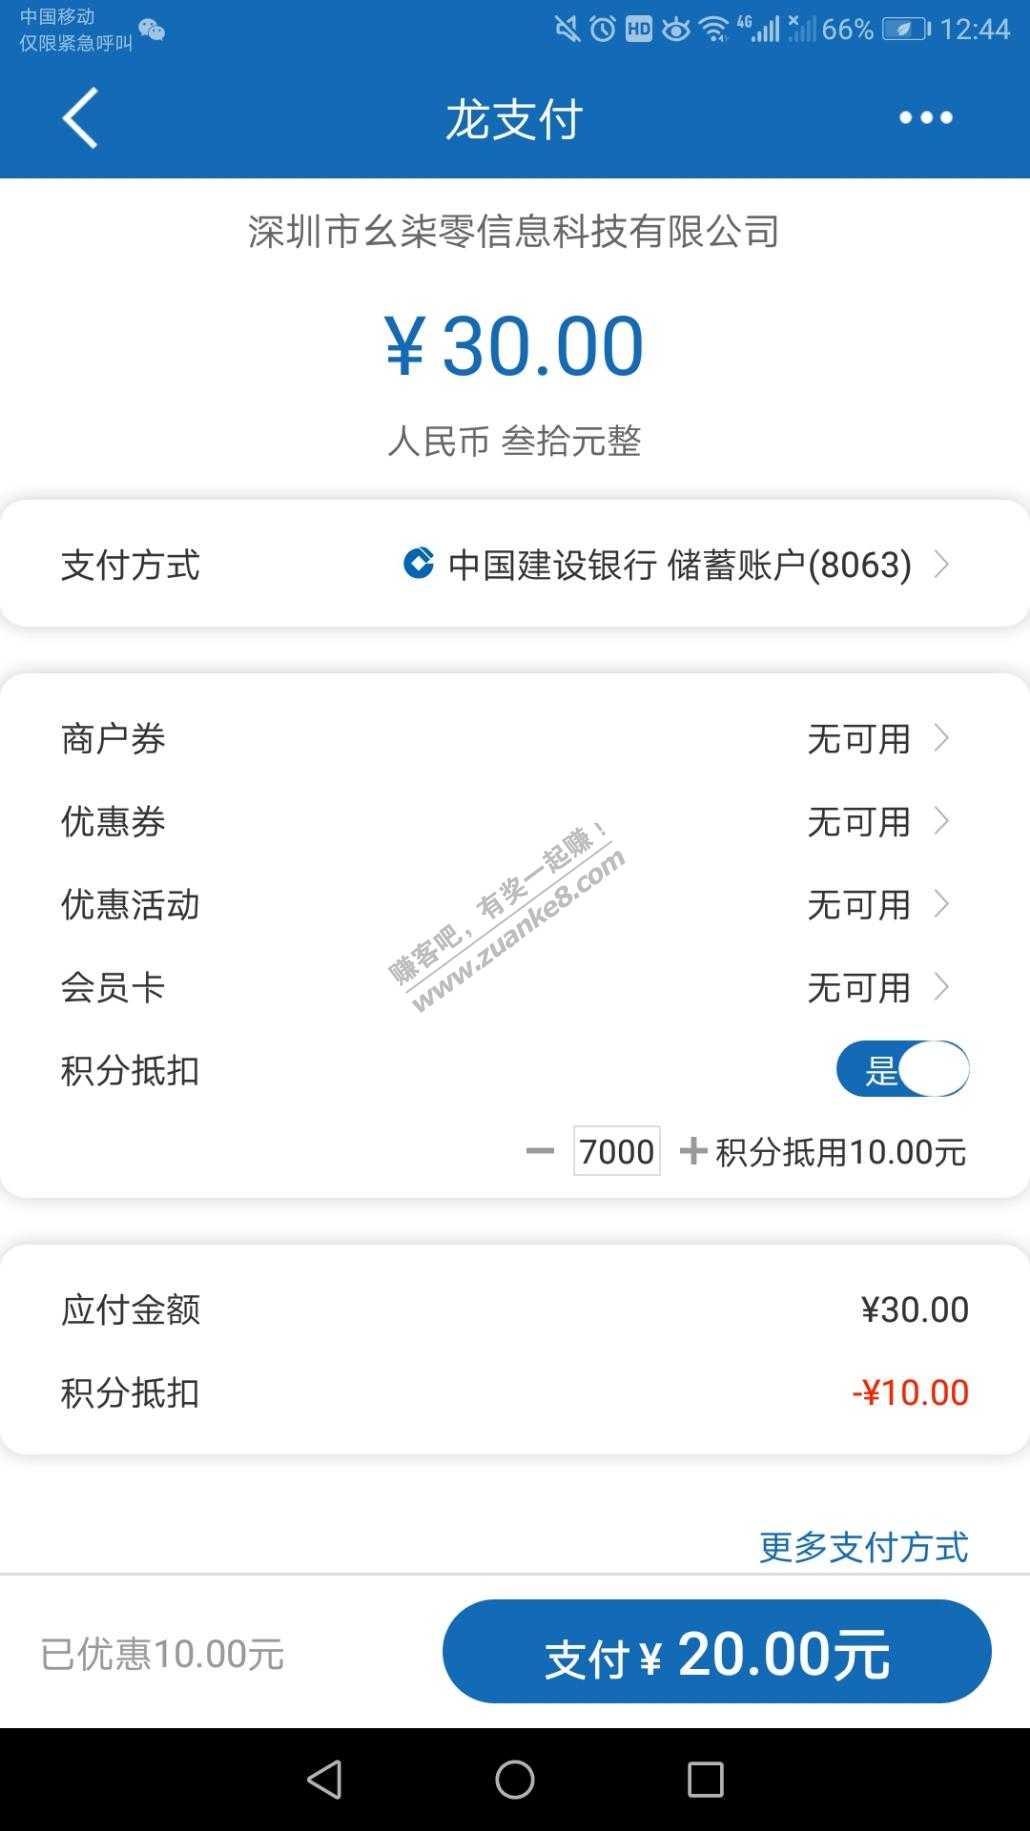 中国移动
仅限紧急呼叫
HD 4G 66% 12:44
龙支付
深圳市幺柒零信息科技有限公司
¥30.00
人民币 叁拾元整
支付方式 中国建设银行 储蓄账户(8063)
商户券 无可用
优惠券 无可用
优惠活动 无可用
会员卡 无可用
赚客吧，有奖一起赚！
www.zuanke8.com
积分抵扣 是
7000 积分抵用10.00元
应付金额 ¥30.00
积分抵扣 -¥10.00
更多支付方式
已优惠10.00元 支付¥ 20.00元